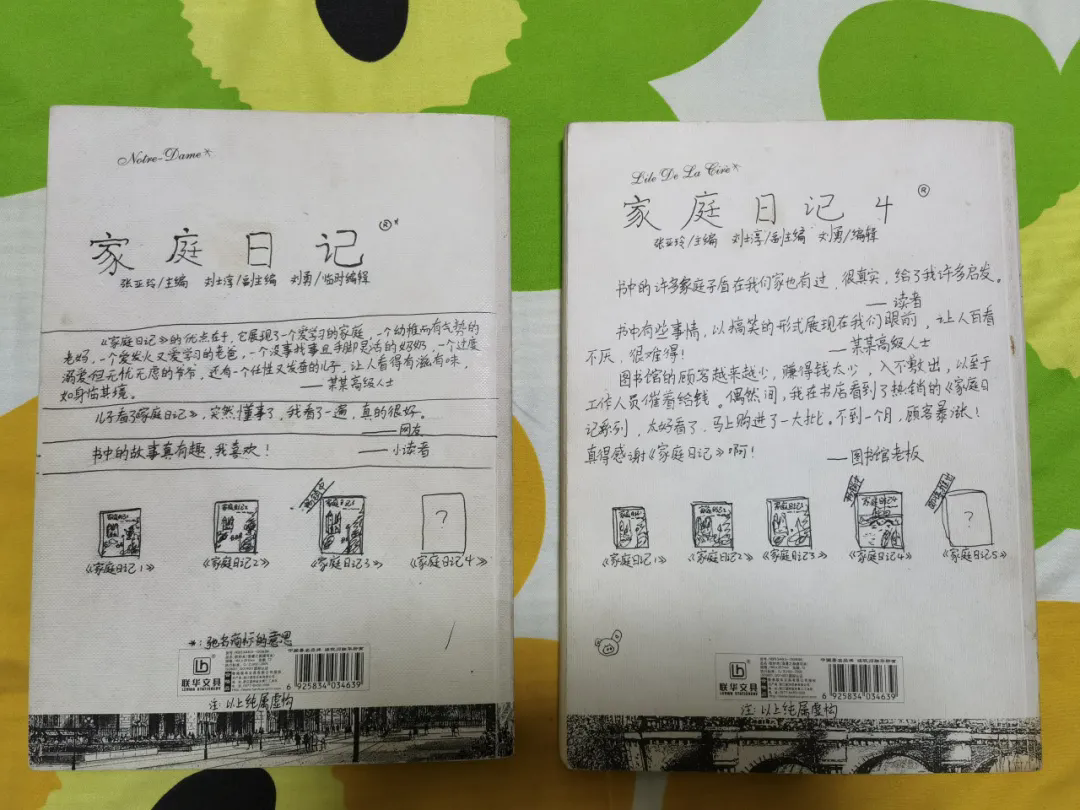 Notre-Dame*
家庭日记®*
张亚玲/主编 刘士淳/副主编 刘勇/临时编辑
《家庭日记》的优点在于，它展现了一个爱学习的家庭，一个幼稚而有气势的
老妈，一个爱发火又爱学习的老爸，一个没事找事且手脚灵活的奶奶，一个过度
溺爱但无忧无虑的爷爷，还有一个任性又发奋的儿子，让人看得有滋有味，
如身临其境。
——某某高级人士
儿子看了家庭日记》，突然懂事了，我看了一遍，真的很好。
——网友
书中的故事真有趣，我喜欢！ ——小读者
?
《家庭日记1》 《家庭日记2》 《家庭日记3》 《家庭日记4》
*：驰名商标的意思
联华文具
6 925834 034639
注：以上纯属虚构
Lile De La Cire*
家庭日记4®
张亚玲/主编 刘士淳/副主编 刘勇/编辑
书中的许多家庭矛盾在我们家也有过，很真实，给了我许多启发。
——读者
书中有些事情，以搞笑的形式展现在我们眼前，让人百看
不厌，很难得！ ——某某高级人士
图书馆的顾客越来越少，赚得钱太少，入不敷出，以至于
工作人员催着给钱。偶然间，我在书店看到了热销的《家庭日
记系列，太好看了，马上购进了一大批。不到一个月，顾客暴涨！
真得感谢《家庭日记》啊！ ——图书馆老板
?
《家庭日记1》 《家庭日记2》 《家庭日记3》 《家庭日记4》 《家庭日记5》
联华文具
6 925834 034639
注：以上纯属虚构